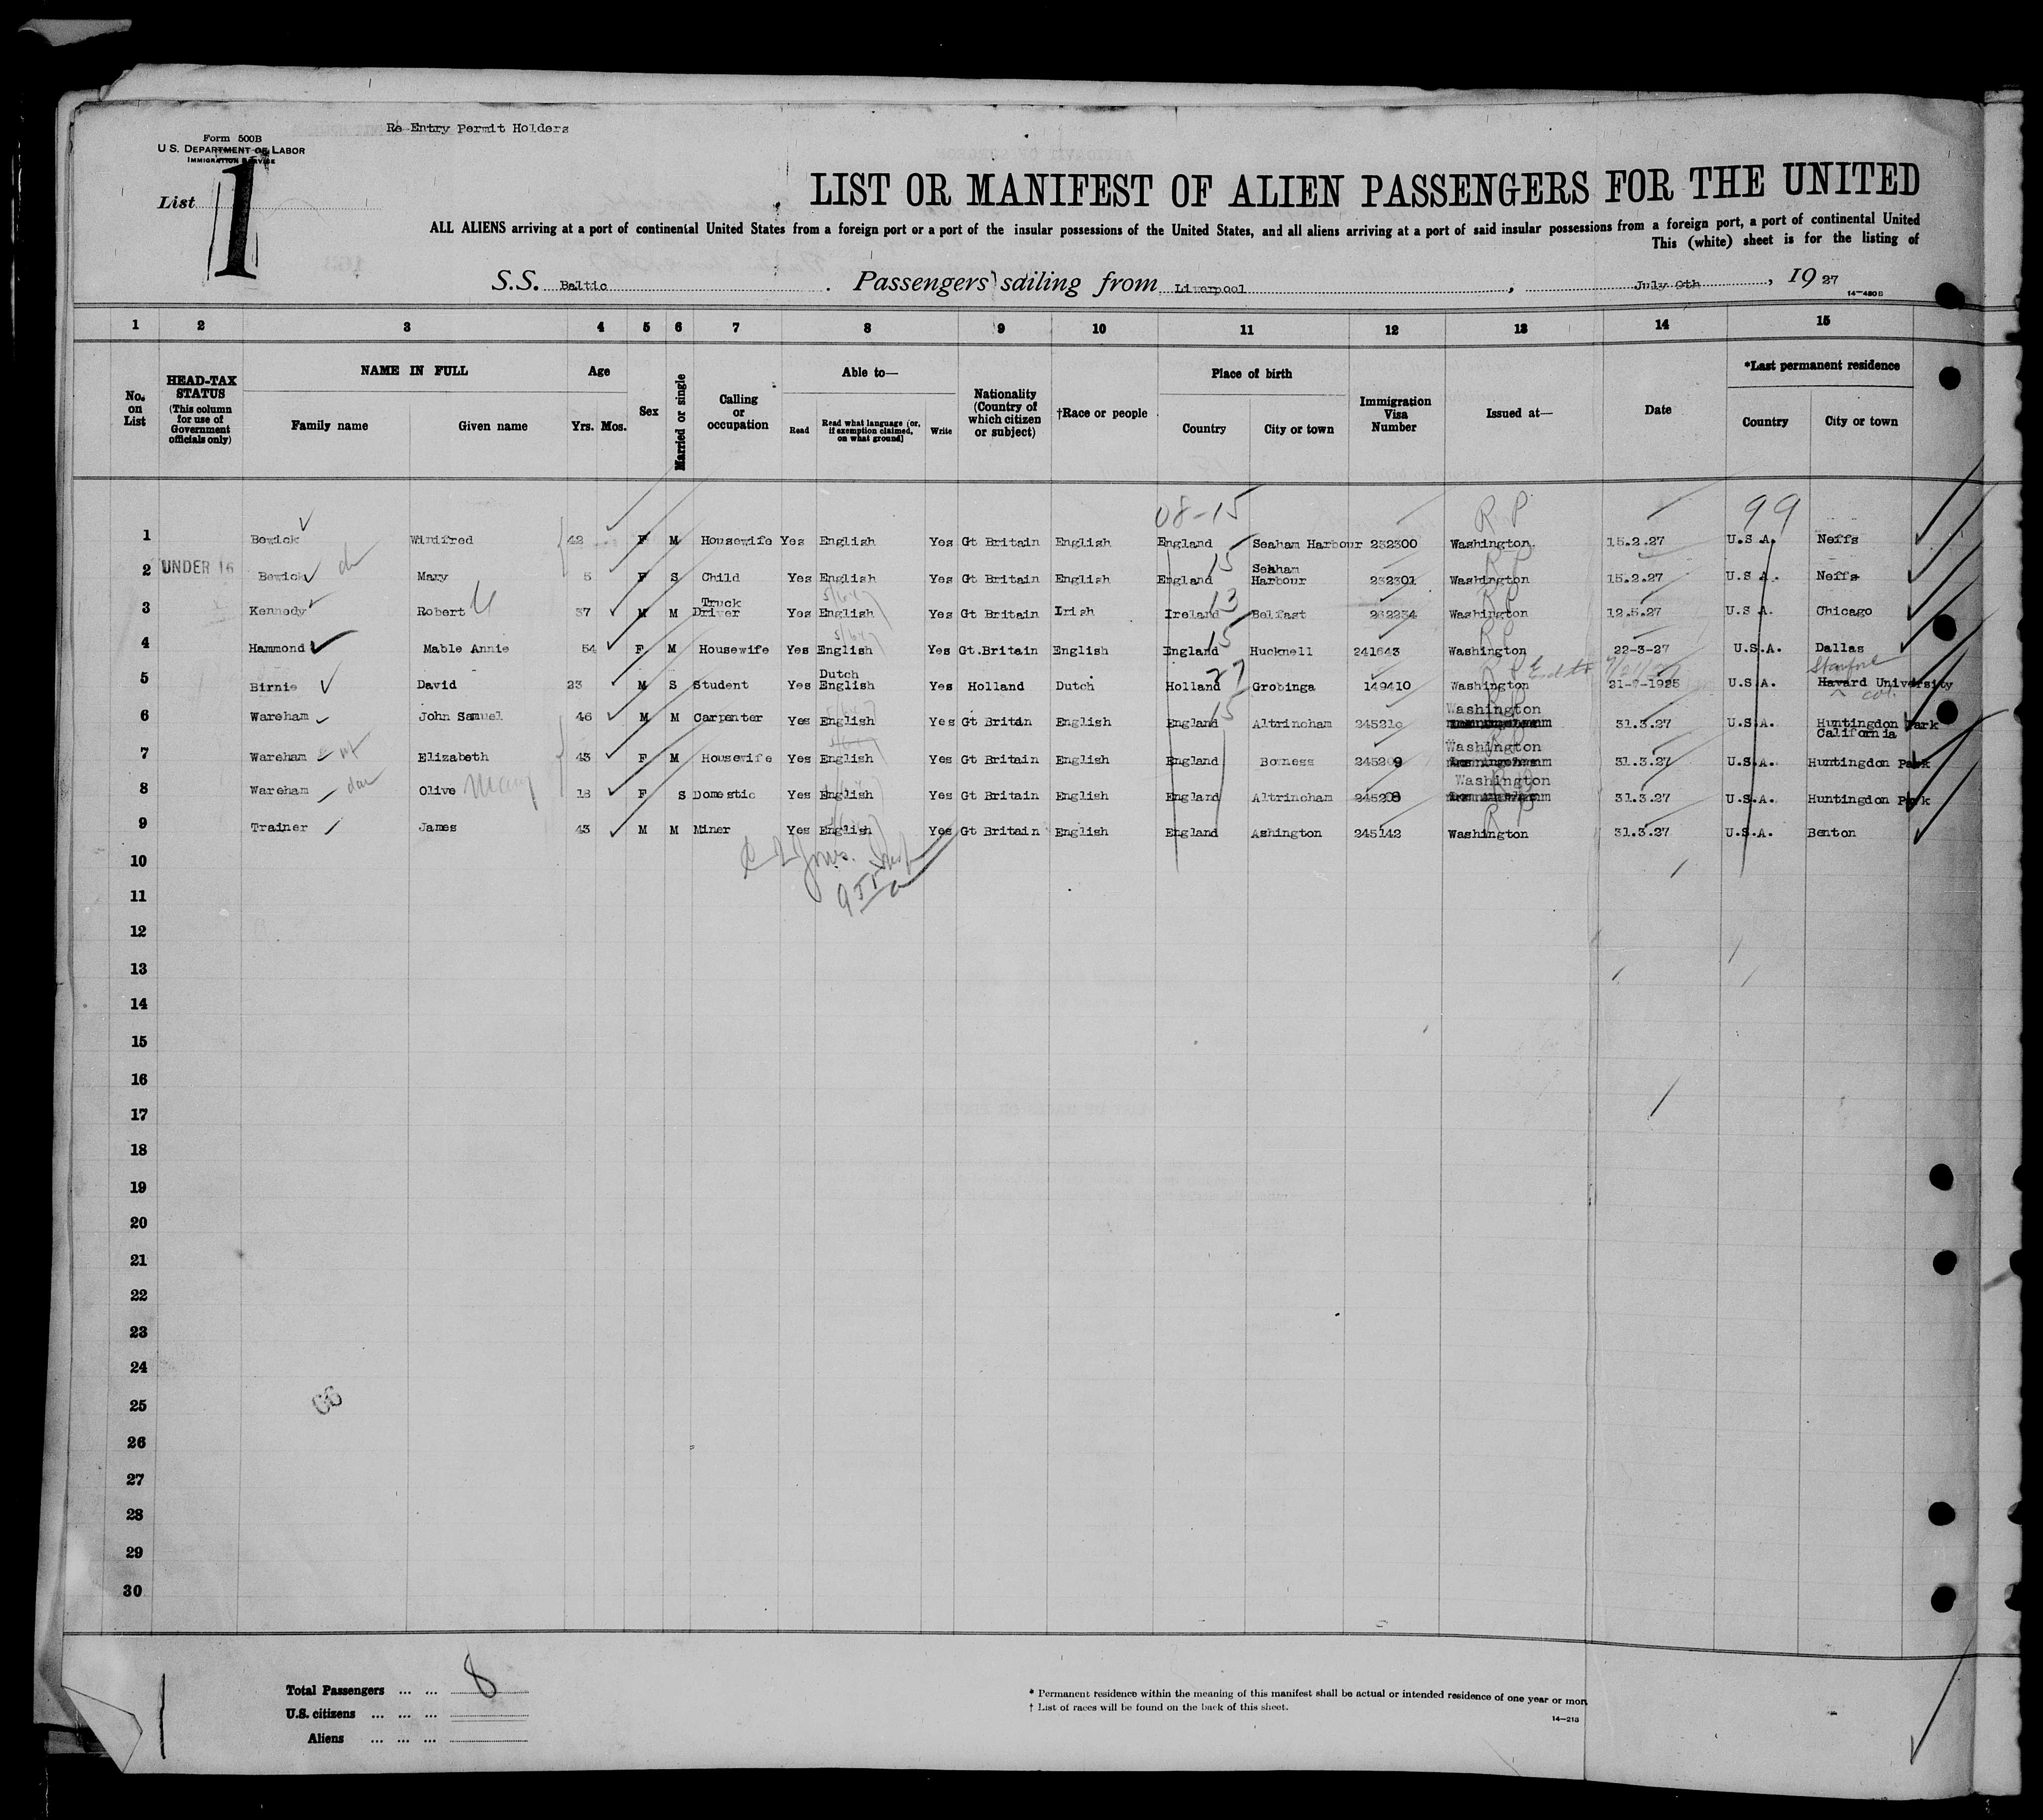 Re Entry Permit Holders
Form 500B
U.S. DEPARTMENT OF LABOR
IMMIGRATION SERVICE
List 1
LIST OR MANIFEST OF ALIEN PASSENGERS FOR THE UNITED
ALL ALIENS arriving at a port of continental United States from a foreign port or a port of the insular possessions of the United States, and all aliens arriving at a port of said insular possessions from a foreign port, a port of continental United
This (white) sheet is for the listing of
S.S. Baltic. Passengers sailing from Liverpool, July 9th, 19 27
14-480B
1 2 3 4 5 6 7 8 9 10 11 12 13 14 15
No. on List
HEAD-TAX STATUS (This column for use of Government officials only)
NAME IN FULL Family name Given name
Age Yrs. Mos.
Sex
Married or single
Calling or occupation
Able to— Read Read what language [or, if exemption claimed, on what ground] Write
Nationality (Country of which citizen or subject)
†Race or people
Place of birth Country City or town
Immigration Visa Number
Issued at—
Date
*Last permanent residence Country City or town
08-15 R P 99
1 Bewick Winifred 42 F M Housewife Yes English Yes Gt Britain English England Seaham Harbour 232300 Washington. 15.2.27 U.S.A. Neffs
2 UNDER 16 Bewick Mary 5 F S Child Yes English Yes Gt Britain English England 15 Seaham Harbour 232301 Washington 15.2.27 U.S.A. Neffs
3 Kennedy Robert 37 M M Truck Driver Yes English Yes Gt Britain Irish Ireland 13 Belfast 262234 Washington 12.5.27 U.S.A. Chicago
4 Hammond Mable Annie 54 F M Housewife Yes English Yes Gt.Britain English England 15 Hucknell 241643 Washington 22-3-27 U.S.A. Dallas
5 Birnie David 23 M S Student Yes Dutch English Yes Holland Dutch Holland 27 Grobinga 149410 Washington 21-7-1925 U.S.A. Havard University
6 Wareham John Samuel 46 M M Carpenter Yes English Yes Gt Britain English England 15 Altrincham 24521o Washington 31.3.27 U.S.A. Huntingdon Park California
7 Wareham wf Elizabeth 43 F M Housewife Yes English Yes Gt Britain English England Bowness 245209 Washington 31.3.27 U.S.A. Huntingdon Park
8 Wareham dau Olive Mary 18 F S Domestic Yes English Yes Gt Britain English England Altrincham 245208 Washington 31.3.27 U.S.A. Huntingdon Park
9 Trainer James 43 M M Miner Yes English Yes Gt Britain English England Ashington 245142 Washington 31.3.27 U.S.A. Benton
10
11
12
13
14
15
16
17
18
19
20
21
22
23
24
25
26
27
28
29
30
Total Passengers ... ... 8
U.S. citizens ... ... ...
Aliens ... ... ...
* Permanent residence within the meaning of this manifest shall be actual or intended residence of one year or mor
† List of races will be found on the back of this sheet.
14-213